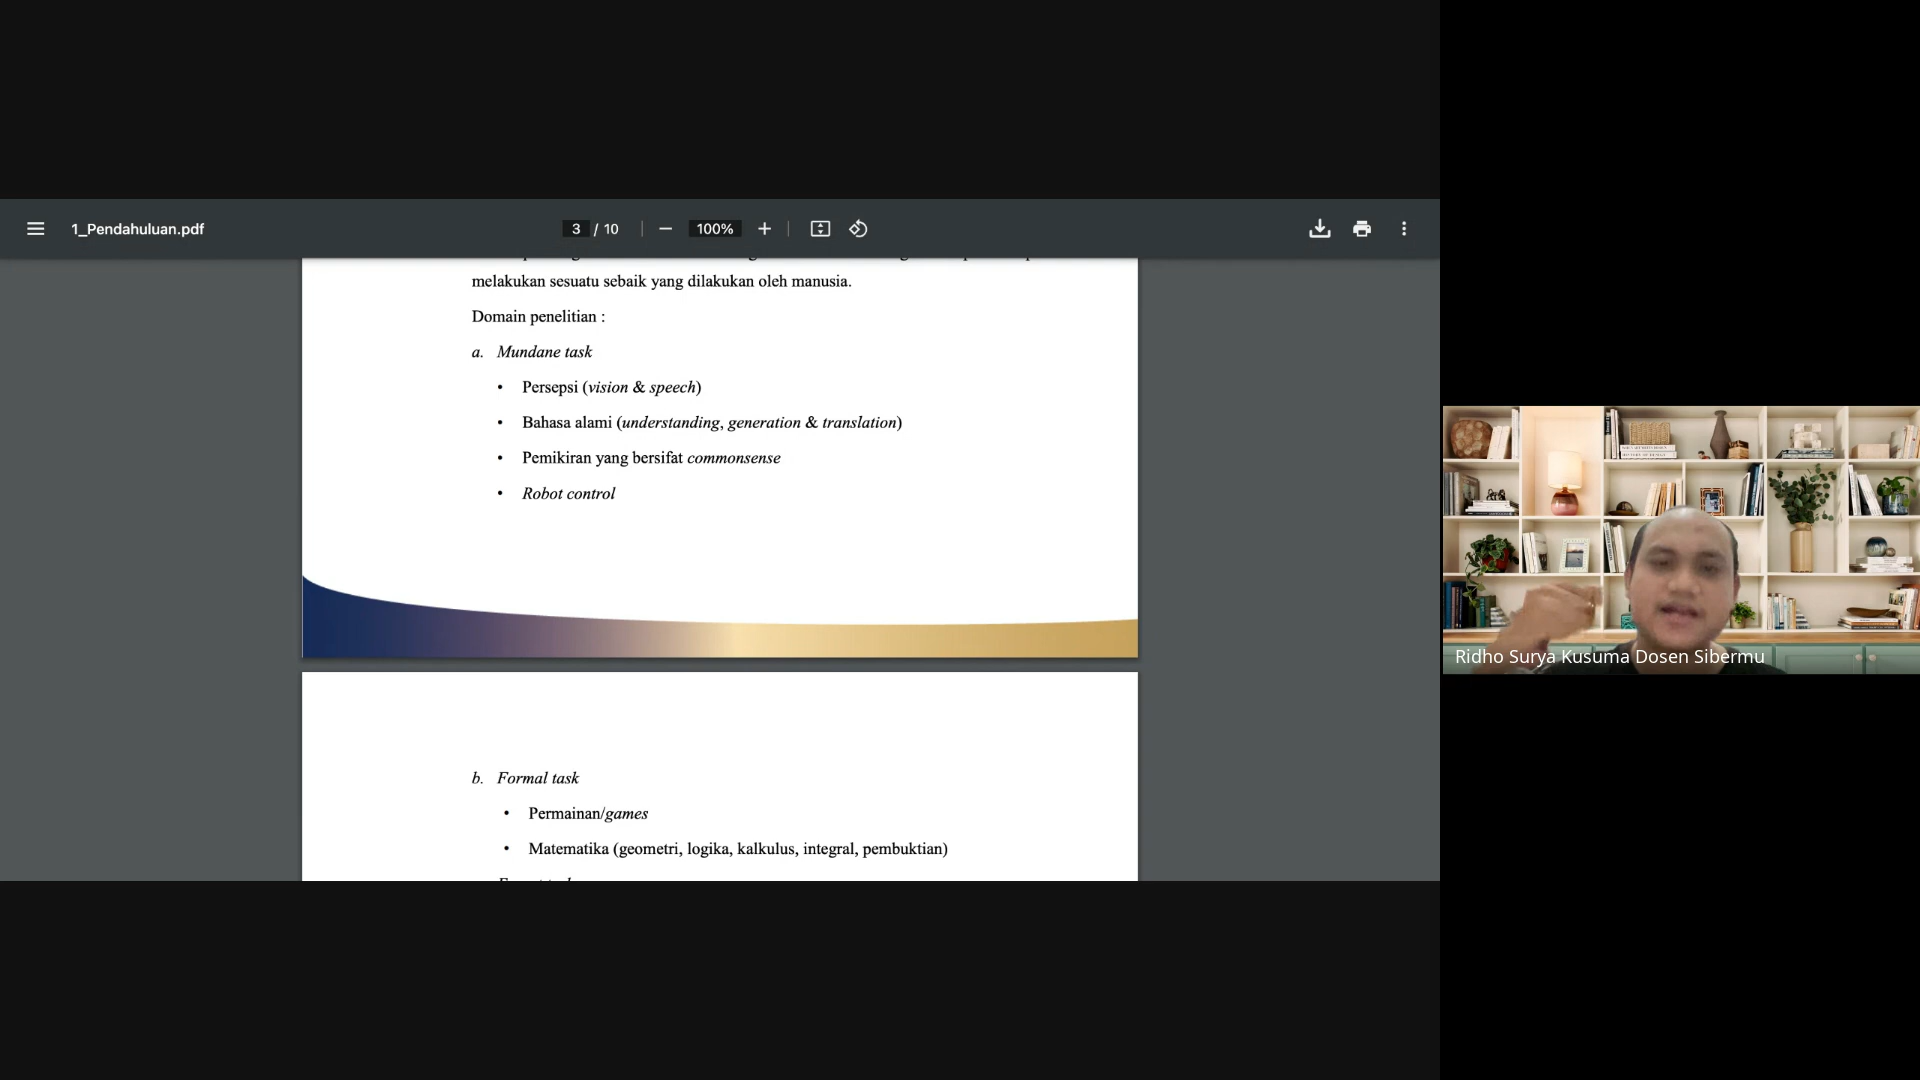 1_Pendahuluan.pdf
3 / 10
100%
melakukan sesuatu sebaik yang dilakukan oleh manusia.
Domain penelitian :
a. Mundane task
• Persepsi (vision & speech)
• Bahasa alami (understanding, generation & translation)
• Pemikiran yang bersifat commonsense
• Robot control
b. Formal task
• Permainan/games
• Matematika (geometri, logika, kalkulus, integral, pembuktian)
Ridho Surya Kusuma Dosen Sibermu